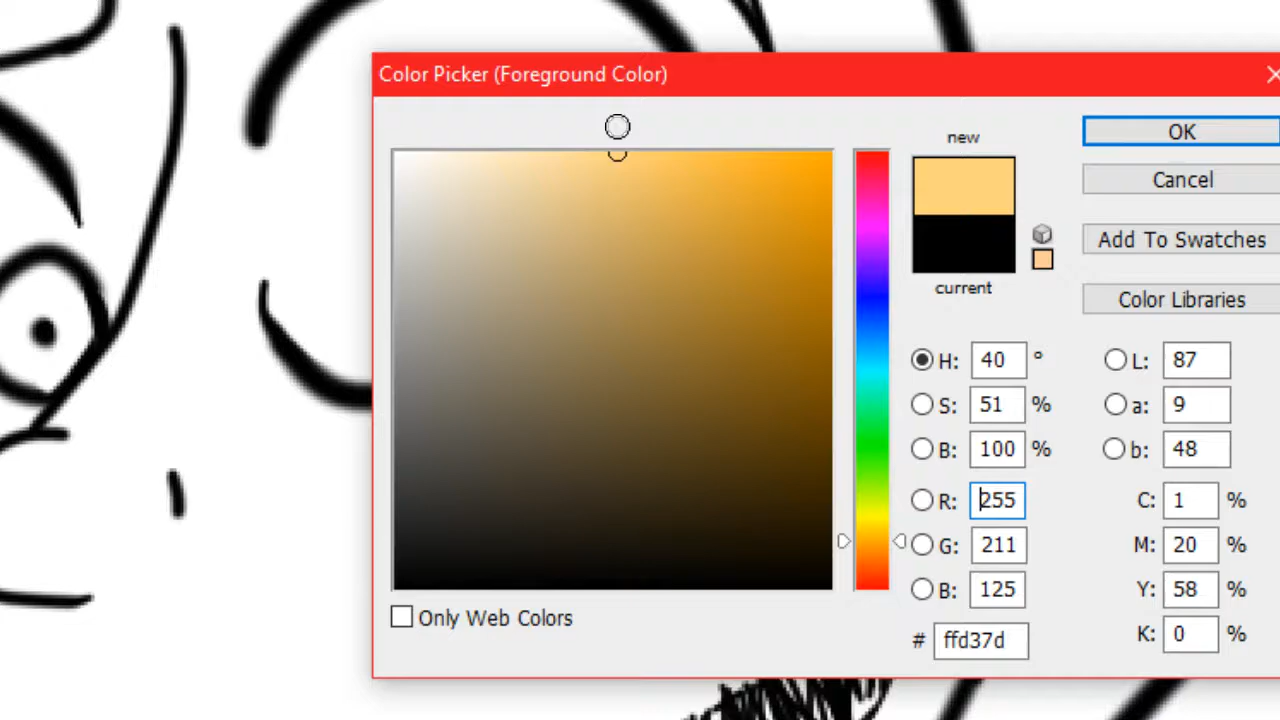 Color Picker (Foreground Color)
new
OK
Cancel
Add To Swatches
current
Color Libraries
H: 40 ° L: 87
S: 51 % a: 9
B: 100 % b: 48
R: 255 C: 1 %
G: 211 M: 20 %
B: 125 Y: 58 %
Only Web Colors
# ffd37d K: 0 %